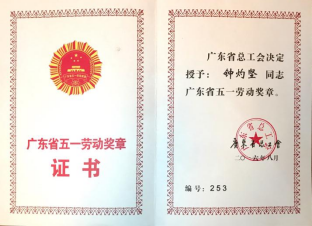 广东省五一劳动奖章
证书
广东省总工会决定
授予：钟灼坚同志
广东省五一劳动奖章。
广东省总工会
二〇一六年八月
编号：253